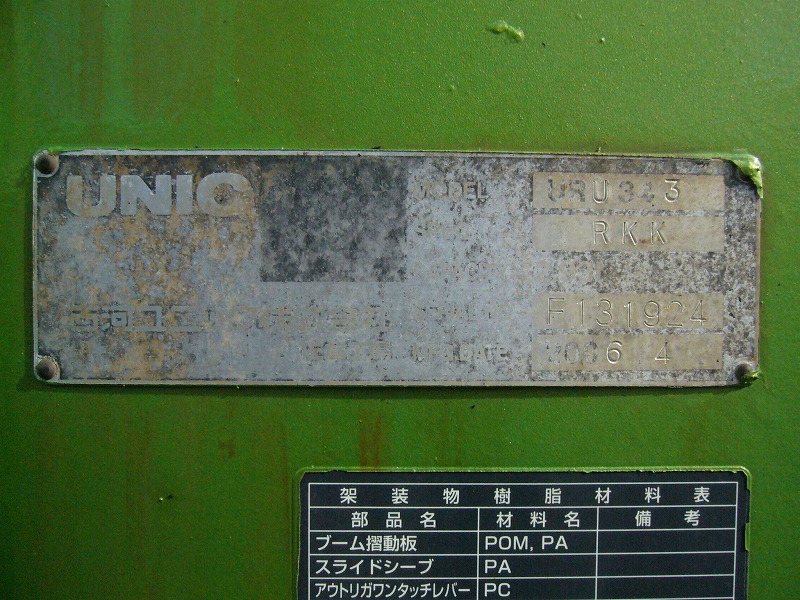 UNIC
MODEL URU343
RKK
F131924
DATE 2006 4
架装物樹脂材料表
部品名 材料名 備考
ブーム摺動板 POM, PA
スライドシーブ PA
アウトリガワンタッチレバー PC